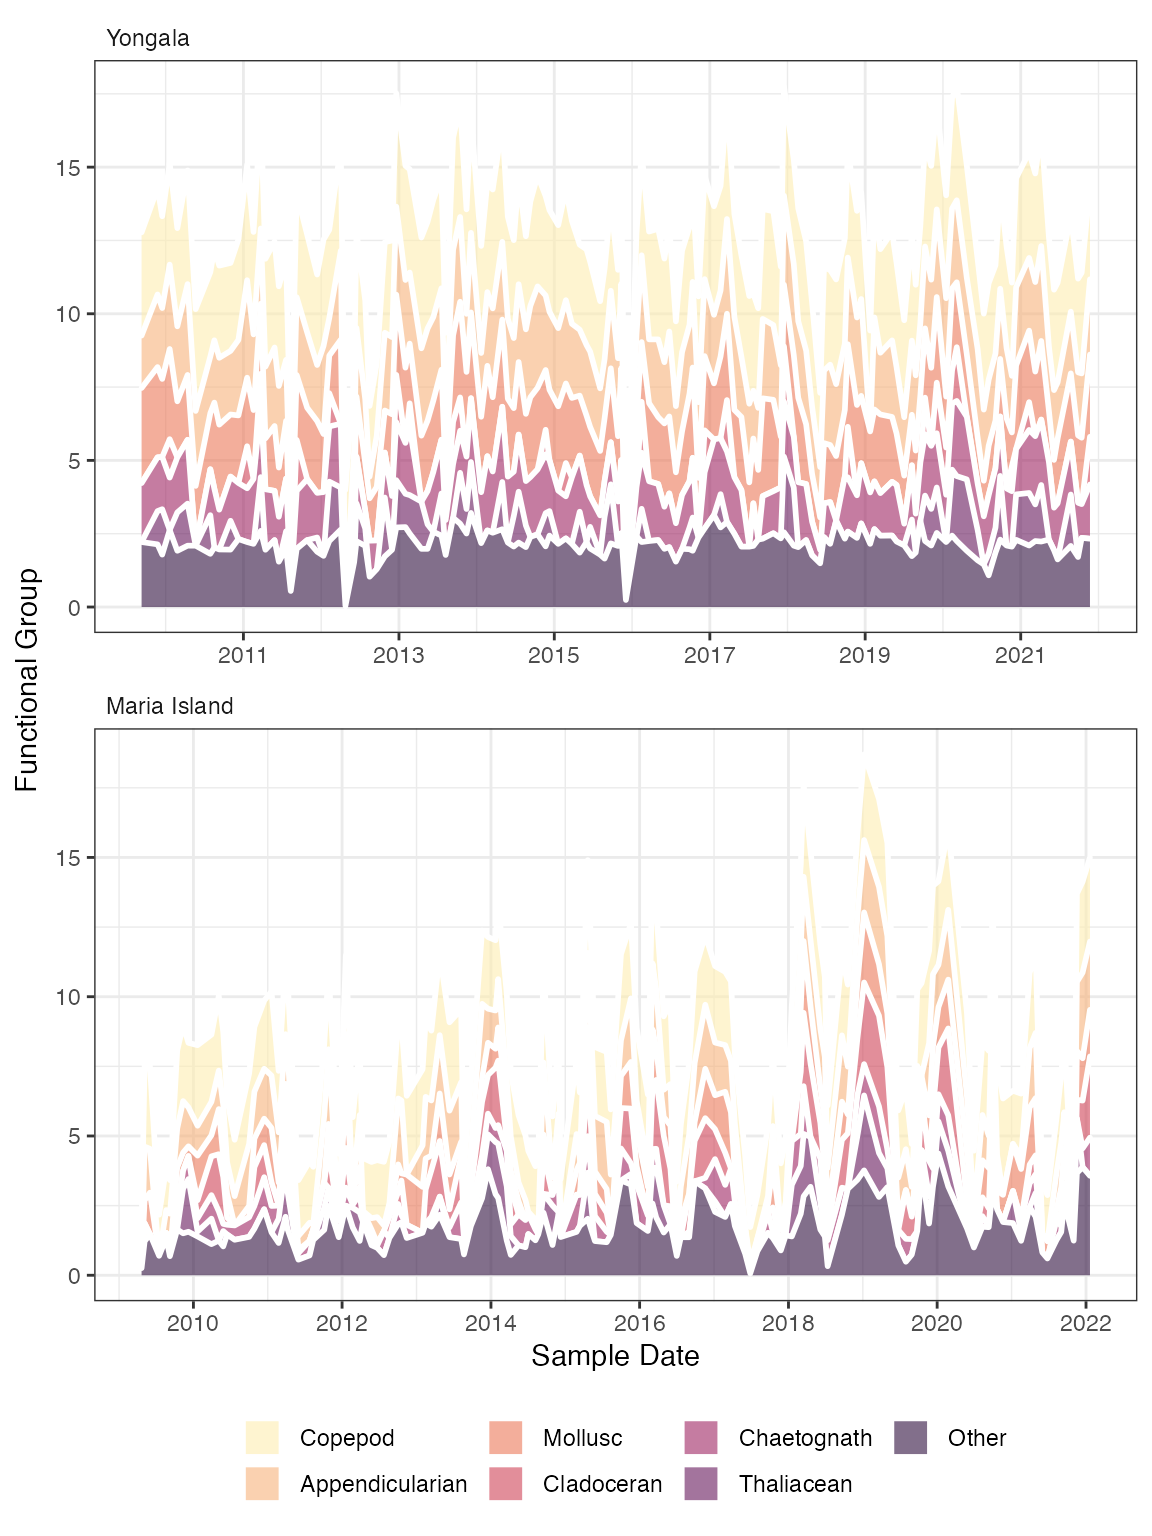 Yongala
15
10
5
0
2011 2013 2015 2017 2019 2021
Functional Group
Maria Island
15
10
5
0
2010 2012 2014 2016 2018 2020 2022
Sample Date
Copepod Mollusc Chaetognath Other
Appendicularian Cladoceran Thaliacean